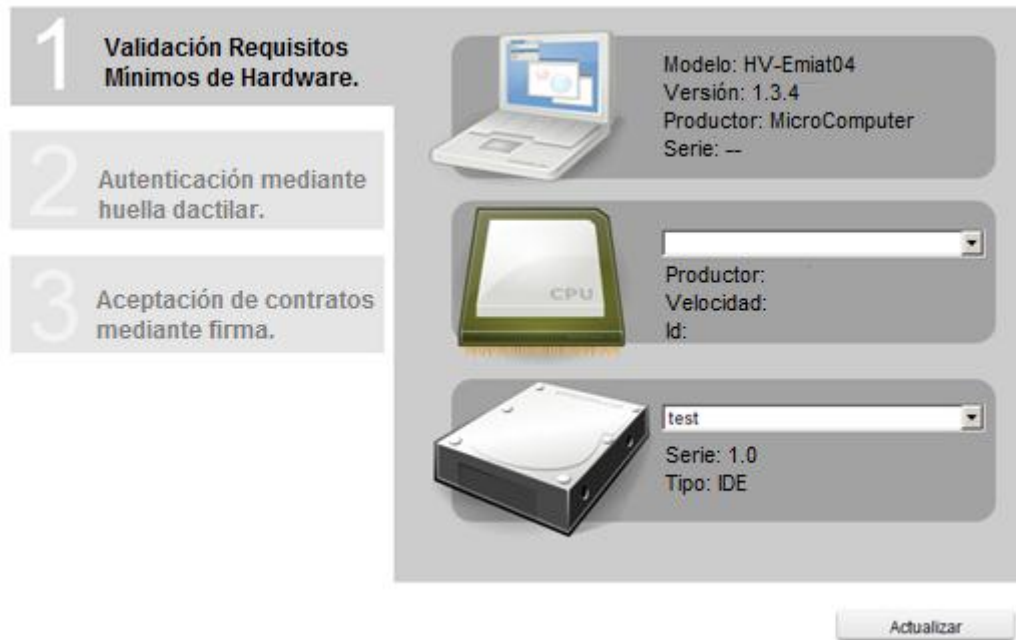 1
Validación Requisitos
Mínimos de Hardware.
2
Autenticación mediante
huella dactilar.
3
Aceptación de contratos
mediante firma.
Modelo: HV-Emiat04
Versión: 1.3.4
Productor: MicroComputer
Serie: --
CPU
Productor:
Velocidad:
Id:
test
Serie: 1.0
Tipo: IDE
Actualizar